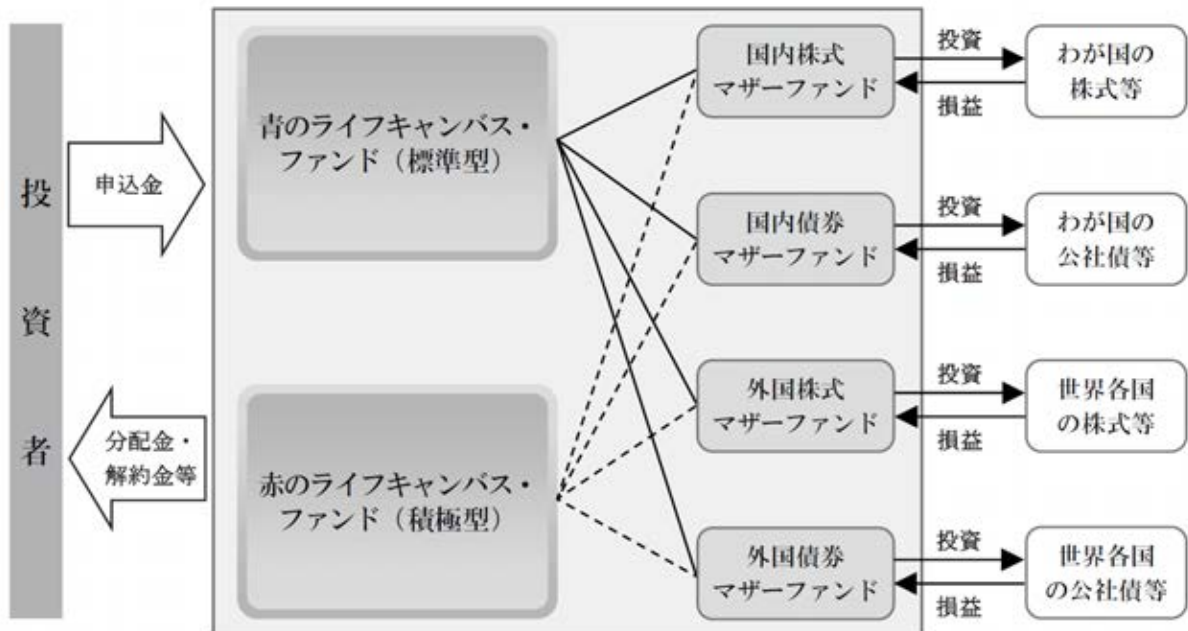 投資者
申込金
分配金・
解約金等
青のライフキャンバス・
ファンド（標準型）
赤のライフキャンバス・
ファンド（積極型）
国内株式
マザーファンド
投資
損益
わが国の
株式等
国内債券
マザーファンド
投資
損益
わが国の
公社債等
外国株式
マザーファンド
投資
損益
世界各国
の株式等
外国債券
マザーファンド
投資
損益
世界各国
の公社債等